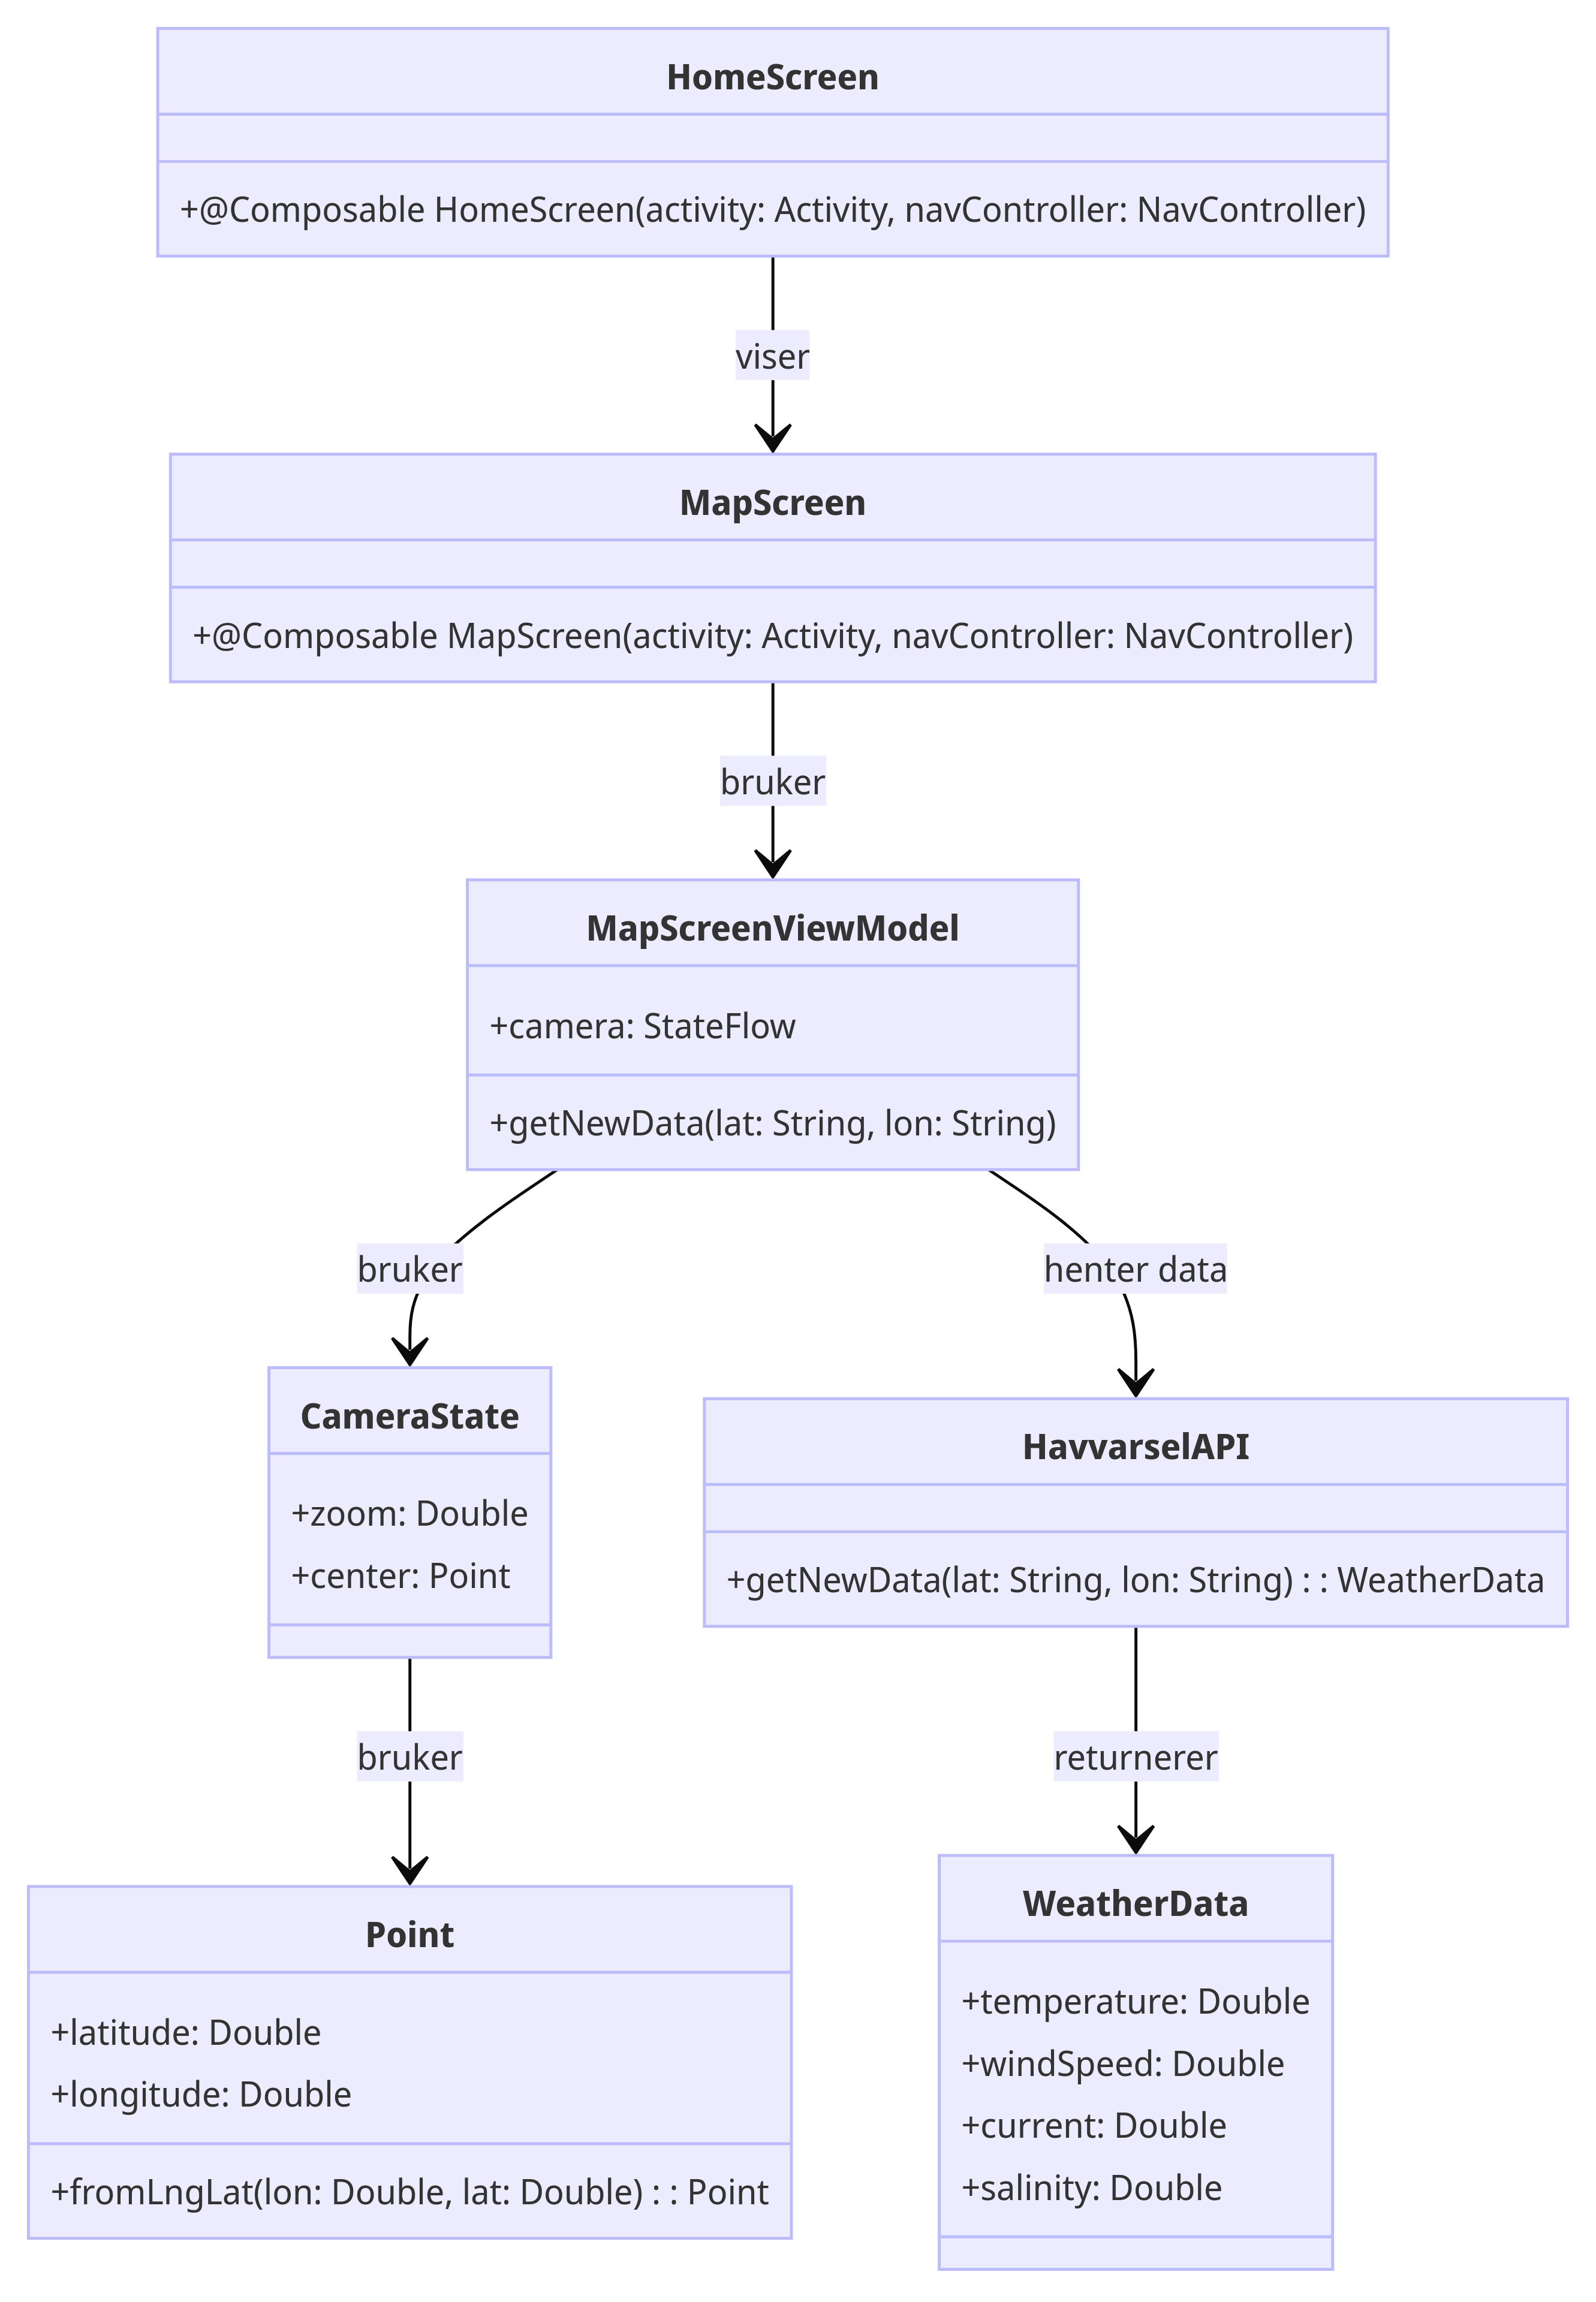 HomeScreen
+@Composable HomeScreen(activity: Activity, navController: NavController)
viser
MapScreen
+@Composable MapScreen(activity: Activity, navController: NavController)
bruker
MapScreenViewModel
+camera: StateFlow
+getNewData(lat: String, lon: String)
bruker
henter data
CameraState
+zoom: Double
+center: Point
HavvarselAPI
+getNewData(lat: String, lon: String) : : WeatherData
bruker
returnerer
Point
+latitude: Double
+longitude: Double
+fromLngLat(lon: Double, lat: Double) : : Point
WeatherData
+temperature: Double
+windSpeed: Double
+current: Double
+salinity: Double